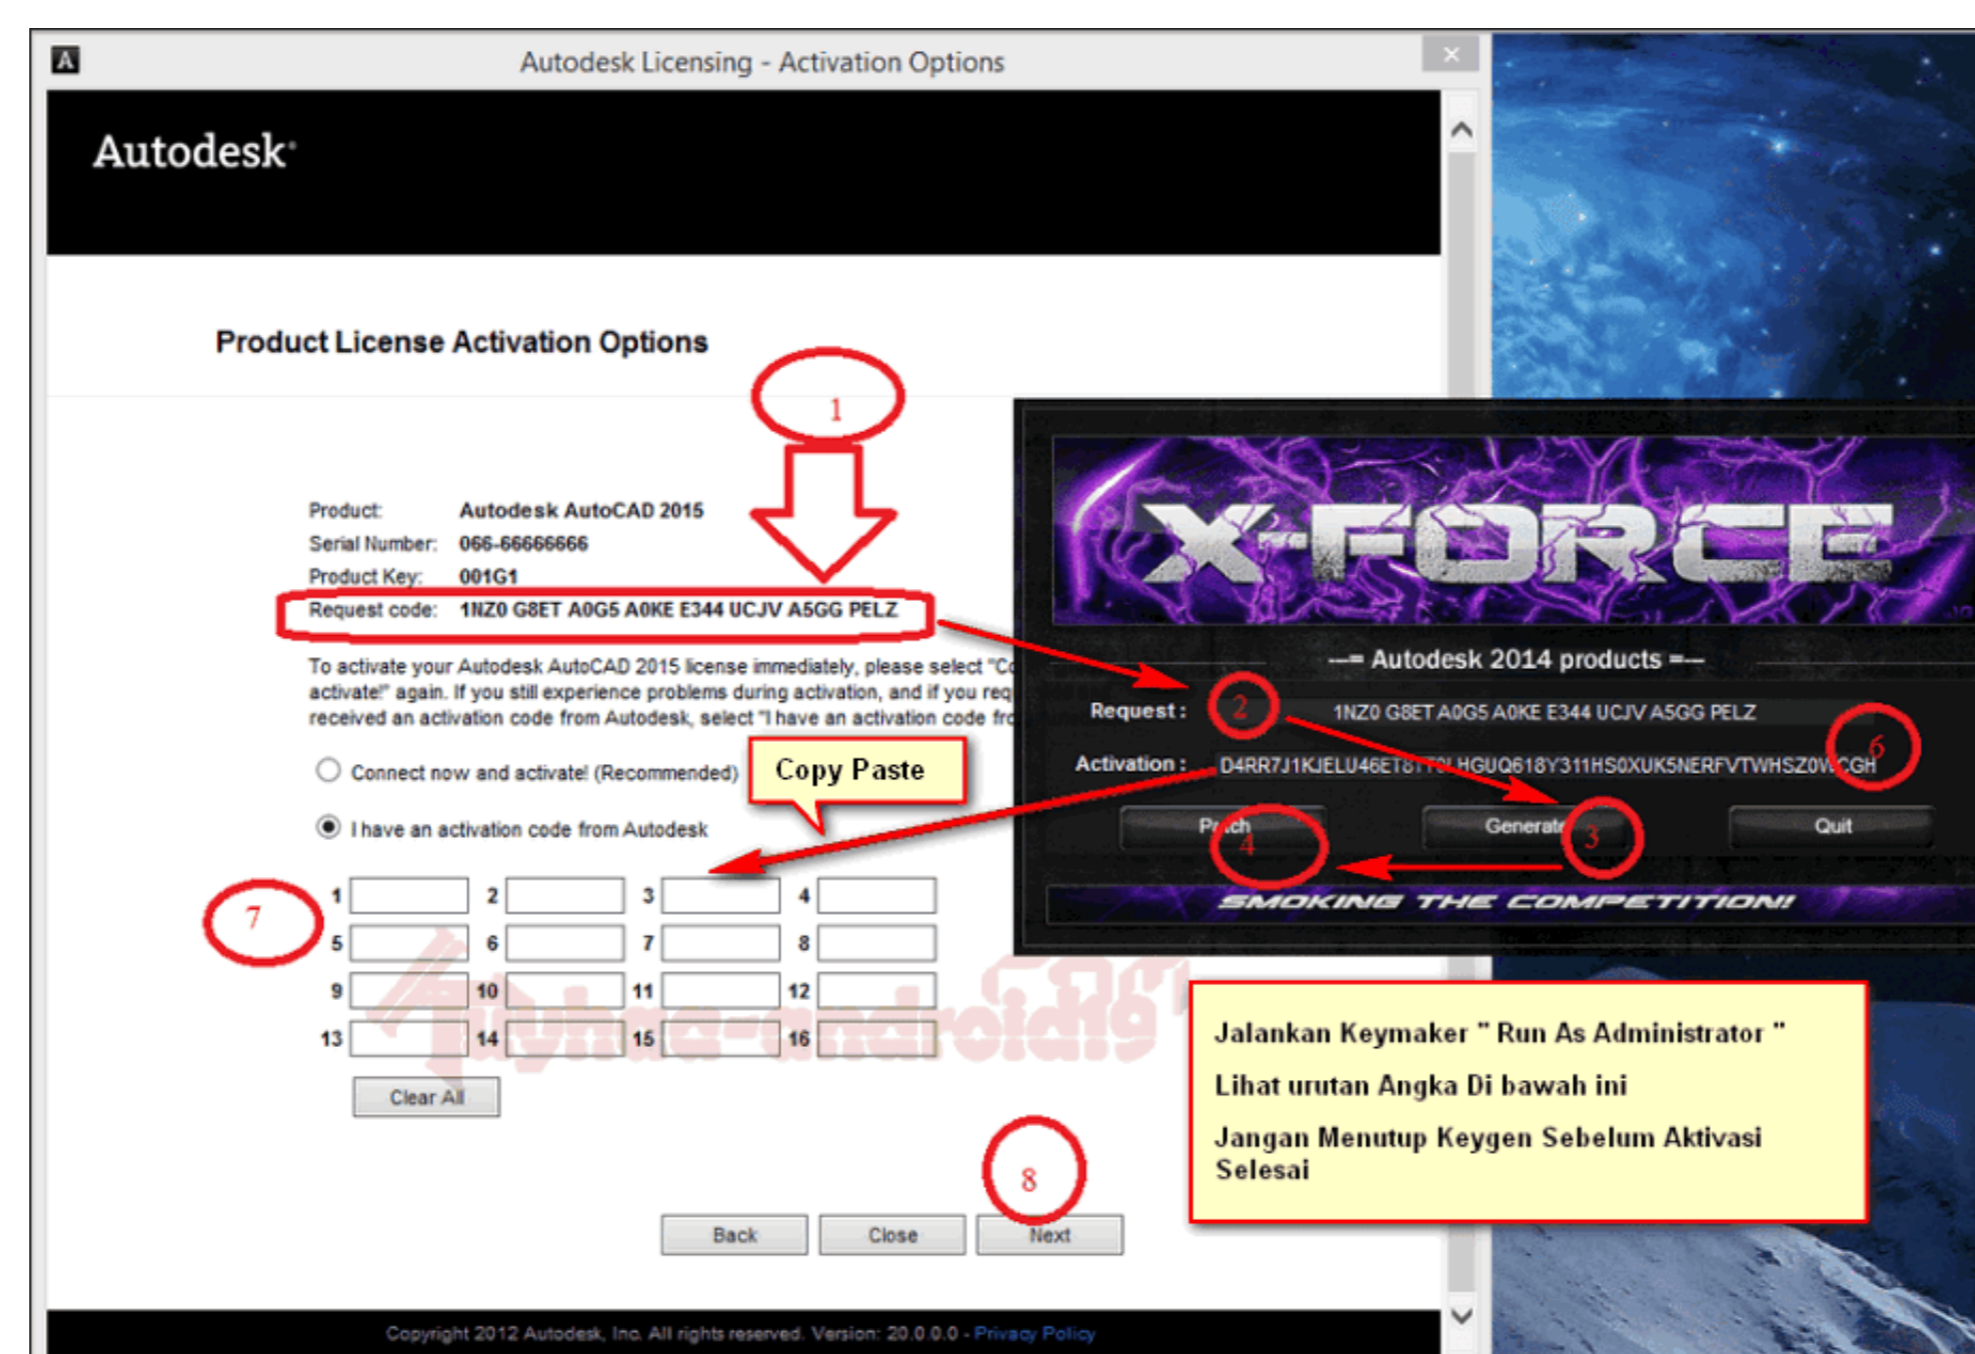 Autodesk Licensing - Activation Options
Autodesk
Product License Activation Options
1
Product: Autodesk AutoCAD 2015
Serial Number: 066-66666666
Product Key: 001G1
Request code: 1NZ0 G8ET A0G5 A0KE E344 UCJV A5GG PELZ
To activate your Autodesk AutoCAD 2015 license immediately, please select "Co
activate!" again. If you still experience problems during activation, and if you req
received an activation code from Autodesk, select "I have an activation code fro
Connect now and activate! (Recommended)
Copy Paste
I have an activation code from Autodesk
7
1 2 3 4
5 6 7 8
9 10 11 12
13 14 15 16
Clear All
8
Back Close Next
Copyright 2012 Autodesk, Inc. All rights reserved. Version: 20.0.0.0 - Privacy Policy
X-FORCE
---= Autodesk 2014 products =---
Request : 2 1NZ0 G8ET A0G5 A0KE E344 UCJV A5GG PELZ
6
Activation :
Patch Generate Quit
4 3
SMOKING THE COMPETITION!
Jalankan Keymaker " Run As Administrator "
Lihat urutan Angka Di bawah ini
Jangan Menutup Keygen Sebelum Aktivasi
Selesai